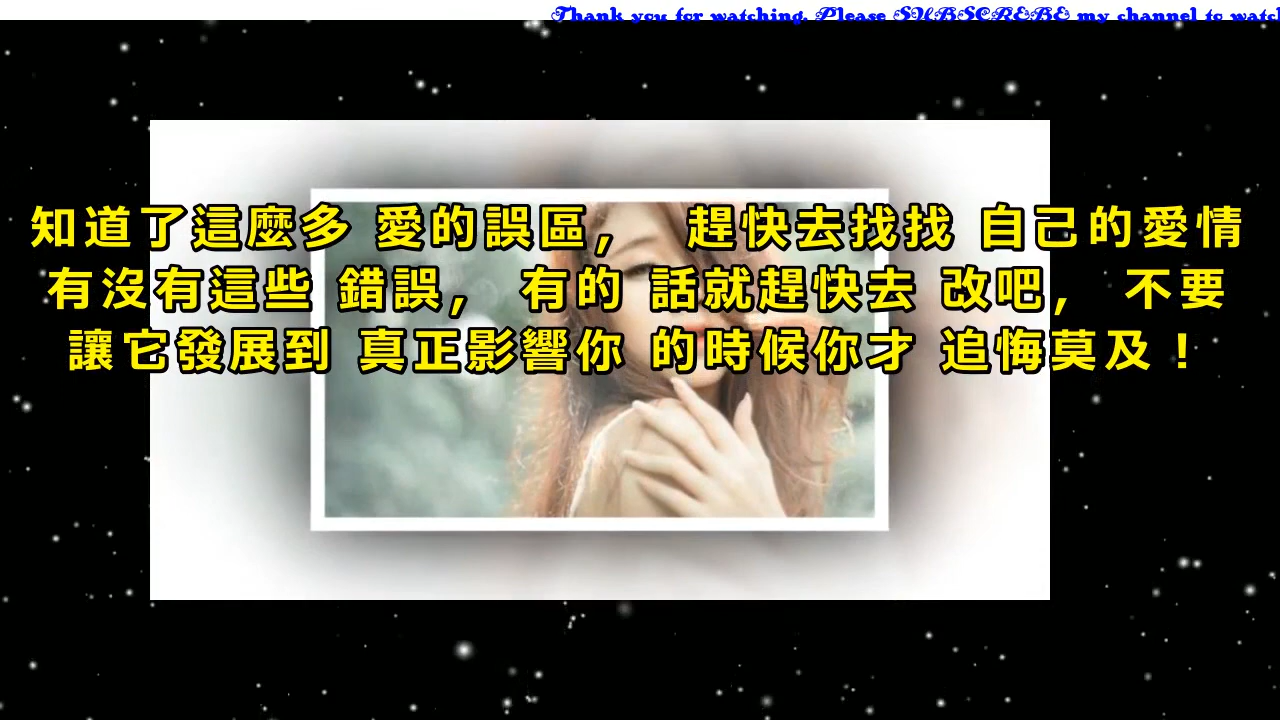 Thank you for watching. Please SUBSCREBE my channel to watch
知道了這麼多 愛的誤區， 趕快去找找 自己的愛情
有沒有這些 錯誤， 有的 話就趕快去 改吧， 不要
讓它發展到 真正影響你 的時候你才 追悔莫及！